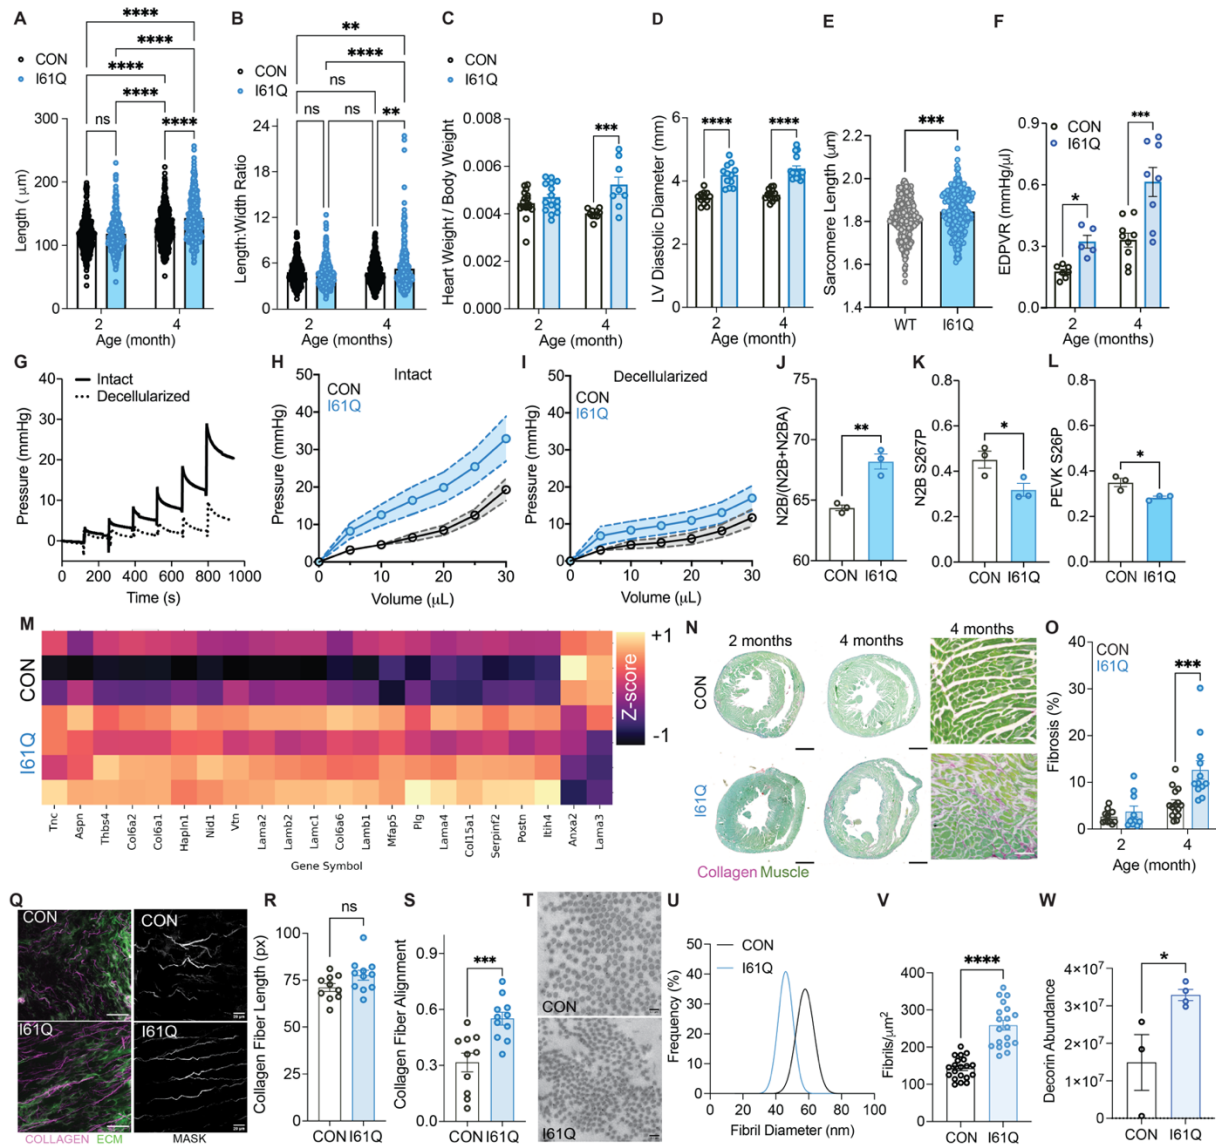 A
CON
I61Q
****
****
****
****
ns
****
Length (μm)
300
200
100
0
2
4
Age (month)
B
CON
I61Q
**
****
ns
ns
ns
**
Length:Width Ratio
24
18
12
6
0
2
4
Age (months)
C
CON
I61Q
***
Heart Weight / Body Weight
0.008
0.006
0.004
0.002
0.000
2
4
Age (month)
D
CON
I61Q
****
****
LV Diastolic Diameter (mm)
6
4
2
0
2
4
Age (months)
E
***
Sarcomere Length (μm)
2.2
2.0
1.8
1.6
1.4
WT
I61Q
F
CON
I61Q
*
***
EDPVR (mmHg/μl)
0.9
0.6
0.3
0.0
2
4
Age (months)
G
Intact
Decellularized
Pressure (mmHg)
40
30
20
10
0
-10
0
200
400
600
800
1000
Time (s)
H
Intact
CON
I61Q
Pressure (mmHg)
50
40
30
20
10
0
0
10
20
30
Volume (μL)
I
Decellularized
CON
I61Q
Pressure (mmHg)
50
40
30
20
10
0
0
10
20
30
Volume (μL)
J
**
N2B/(N2B+N2BA)
75
70
65
60
CON
I61Q
K
*
N2B S267P
0.8
0.6
0.4
0.2
0.0
CON
I61Q
L
*
PEVK S26P
0.8
0.6
0.4
0.2
0.0
CON
I61Q
M
CON
I61Q
+1
Z-score
-1
Tnc
Aspn
Thbs4
Col6a2
Col6a1
Hapln1
Nid1
Vtn
Lama2
Lamb2
Lamc1
Col6a6
Lamb1
Mfap5
Plg
Lama4
Col15a1
Serpinf2
Postn
Itih4
Anxa2
Lama3
Gene Symbol
N
2 months
4 months
4 months
CON
I61Q
Collagen Muscle
O
CON
I61Q
***
Fibrosis (%)
40
30
20
10
0
2
4
Age (month)
Q
CON
CON
I61Q
I61Q
COLLAGEN ECM
MASK
R
ns
Collagen Fiber Length (px)
100
75
50
25
0
CON
I61Q
S
***
Collagen Fiber Alignment
0.9
0.6
0.3
0.0
CON
I61Q
T
CON
I61Q
U
CON
I61Q
Frequency (%)
60
40
20
0
0
20
40
60
80
100
Fibril Diameter (nm)
V
****
Fibrils/μm²
400
300
200
100
0
CON
I61Q
W
*
Decorin Abundance
4×10⁷
3×10⁷
2×10⁷
1×10⁷
0
CON
I61Q